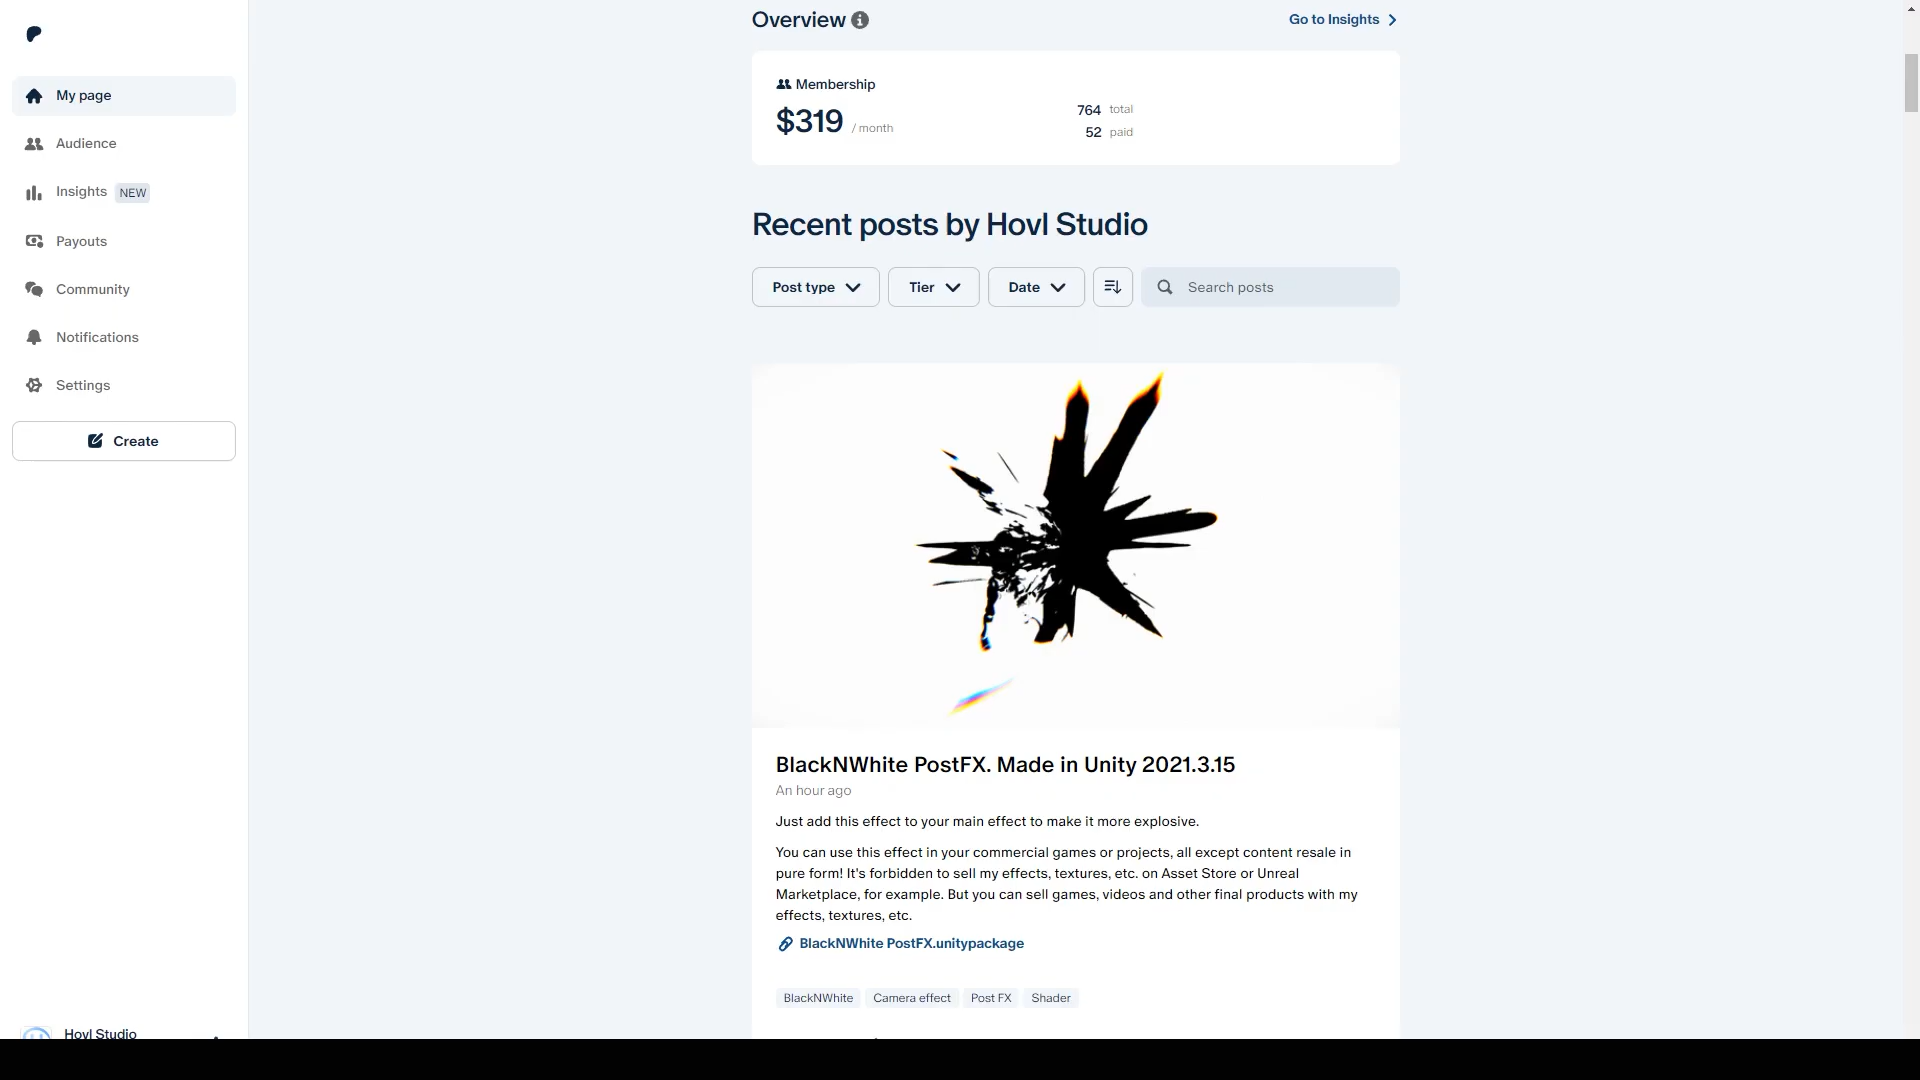 My page
Audience
Insights NEW
Payouts
Community
Notifications
Settings
Create
Hovl Studio
Overview
Go to Insights
Membership
$319 / month
764 total
52 paid
Recent posts by Hovl Studio
Post type
Tier
Date
Search posts
BlackNWhite PostFX. Made in Unity 2021.3.15
An hour ago
Just add this effect to your main effect to make it more explosive.
You can use this effect in your commercial games or projects, all except content resale in
pure form! It's forbidden to sell my effects, textures, etc. on Asset Store or Unreal
Marketplace, for example. But you can sell games, videos and other final products with my
effects, textures, etc.
BlackNWhite PostFX.unitypackage
BlackNWhite
Camera effect
Post FX
Shader